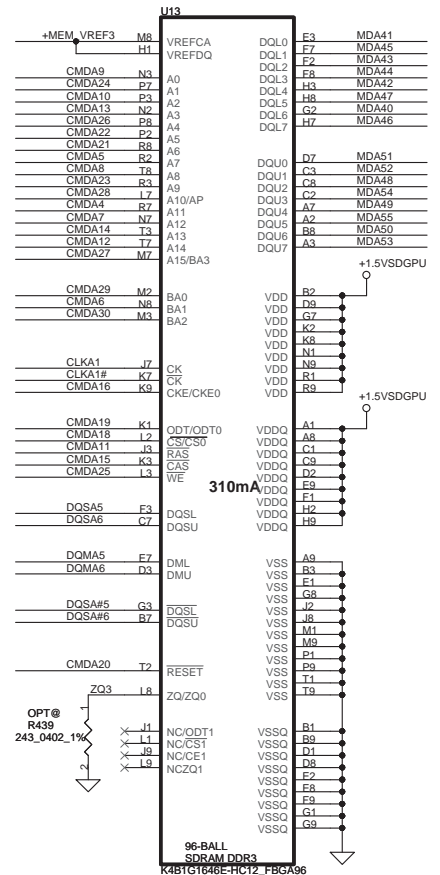 U13
+MEM_VREF3 M8 VREFCA DQL0 E3 MDA41
H1 VREFDQ DQL1 F7 MDA45
DQL2 F2 MDA43
CMDA9 N3 A0 DQL3 F8 MDA44
CMDA24 P7 A1 DQL4 H3 MDA42
CMDA10 P3 A2 DQL5 H8 MDA47
CMDA13 N2 A3 DQL6 G2 MDA40
CMDA26 P8 A4 DQL7 H7 MDA46
CMDA22 P2 A5
CMDA21 R8 A6
CMDA5 R2 A7 DQU0 D7 MDA51
CMDA8 T8 A8 DQU1 C3 MDA52
CMDA23 R3 A9 DQU2 C8 MDA48
CMDA28 L7 A10/AP DQU3 C2 MDA54
CMDA4 R7 A11 DQU4 A7 MDA49
CMDA7 N7 A12 DQU5 A2 MDA55
CMDA14 T3 A13 DQU6 B8 MDA50
CMDA12 T7 A14 DQU7 A3 MDA53
CMDA27 M7 A15/BA3
+1.5VSDGPU
CMDA29 M2 BA0 VDD B2
CMDA6 N8 BA1 VDD D9
CMDA30 M3 BA2 VDD G7
VDD K2
VDD K8
VDD N1
CLKA1 J7 CK VDD N9
CLKA1# K7 CK VDD R1
CMDA16 K9 CKE/CKE0 VDD R9
+1.5VSDGPU
CMDA19 K1 ODT/ODT0 VDDQ A1
CMDA18 L2 CS/CS0 VDDQ A8
CMDA11 J3 RAS VDDQ C1
CMDA15 K3 CAS VDDQ C9
CMDA25 L3 WE VDDQ D2
310mA VDDQ E9
VDDQ F1
DQSA5 F3 DQSL VDDQ H2
DQSA6 C7 DQSU VDDQ H9
DQMA5 E7 DML VSS A9
DQMA6 D3 DMU VSS B3
VSS E1
VSS G8
DQSA#5 G3 DQSL VSS J2
DQSA#6 B7 DQSU VSS J8
VSS M1
VSS M9
VSS P1
CMDA20 T2 RESET VSS P9
VSS T1
ZQ3 L8 ZQ/ZQ0 VSS T9
1
OPT@
R439
243_0402_1%
2
J1 NC/ODT1 VSSQ B1
L1 NC/CS1 VSSQ B9
J9 NC/CE1 VSSQ D1
L9 NCZQ1 VSSQ D8
VSSQ E2
VSSQ E8
VSSQ F9
VSSQ G1
VSSQ G9
96-BALL
SDRAM DDR3
K4B1G1646E-HC12_FBGA96